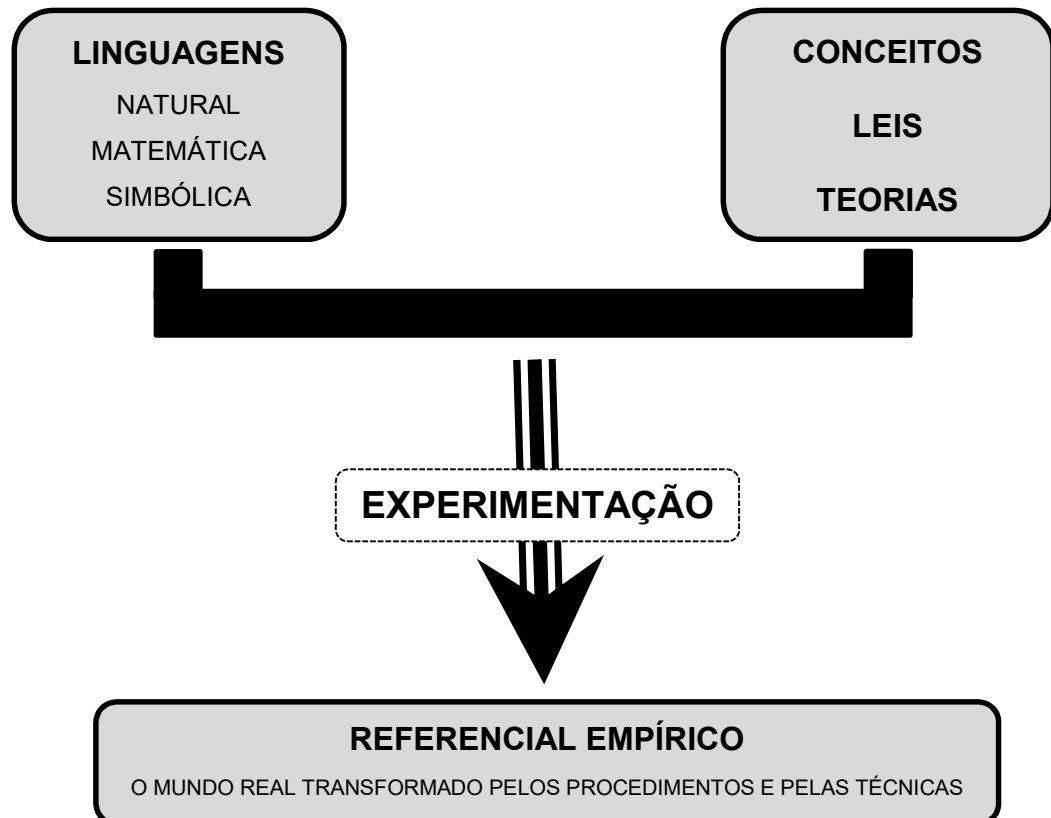 LINGUAGENS
NATURAL
MATEMÁTICA
SIMBÓLICA
CONCEITOS
LEIS
TEORIAS
EXPERIMENTAÇÃO
REFERENCIAL EMPÍRICO
O MUNDO REAL TRANSFORMADO PELOS PROCEDIMENTOS E PELAS TÉCNICAS